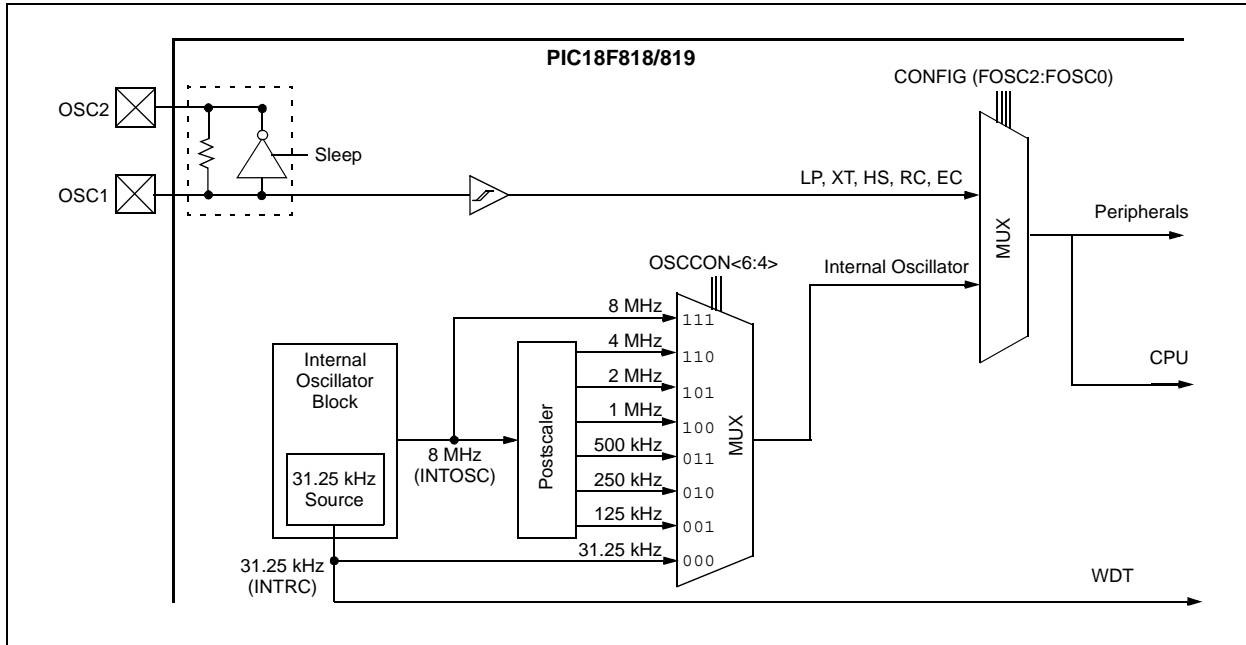 PIC18F818/819
CONFIG (FOSC2:FOSC0)
OSC2
Sleep
OSC1
LP, XT, HS, RC, EC
Peripherals
MUX
OSCCON<6:4>
Internal Oscillator
8 MHz
111
4 MHz
110
Internal
Oscillator
Block
CPU
2 MHz
101
1 MHz
100
MUX
Postscaler
8 MHz
(INTOSC)
500 kHz
011
31.25 kHz
Source
250 kHz
010
125 kHz
001
31.25 kHz
000
31.25 kHz
(INTRC)
WDT